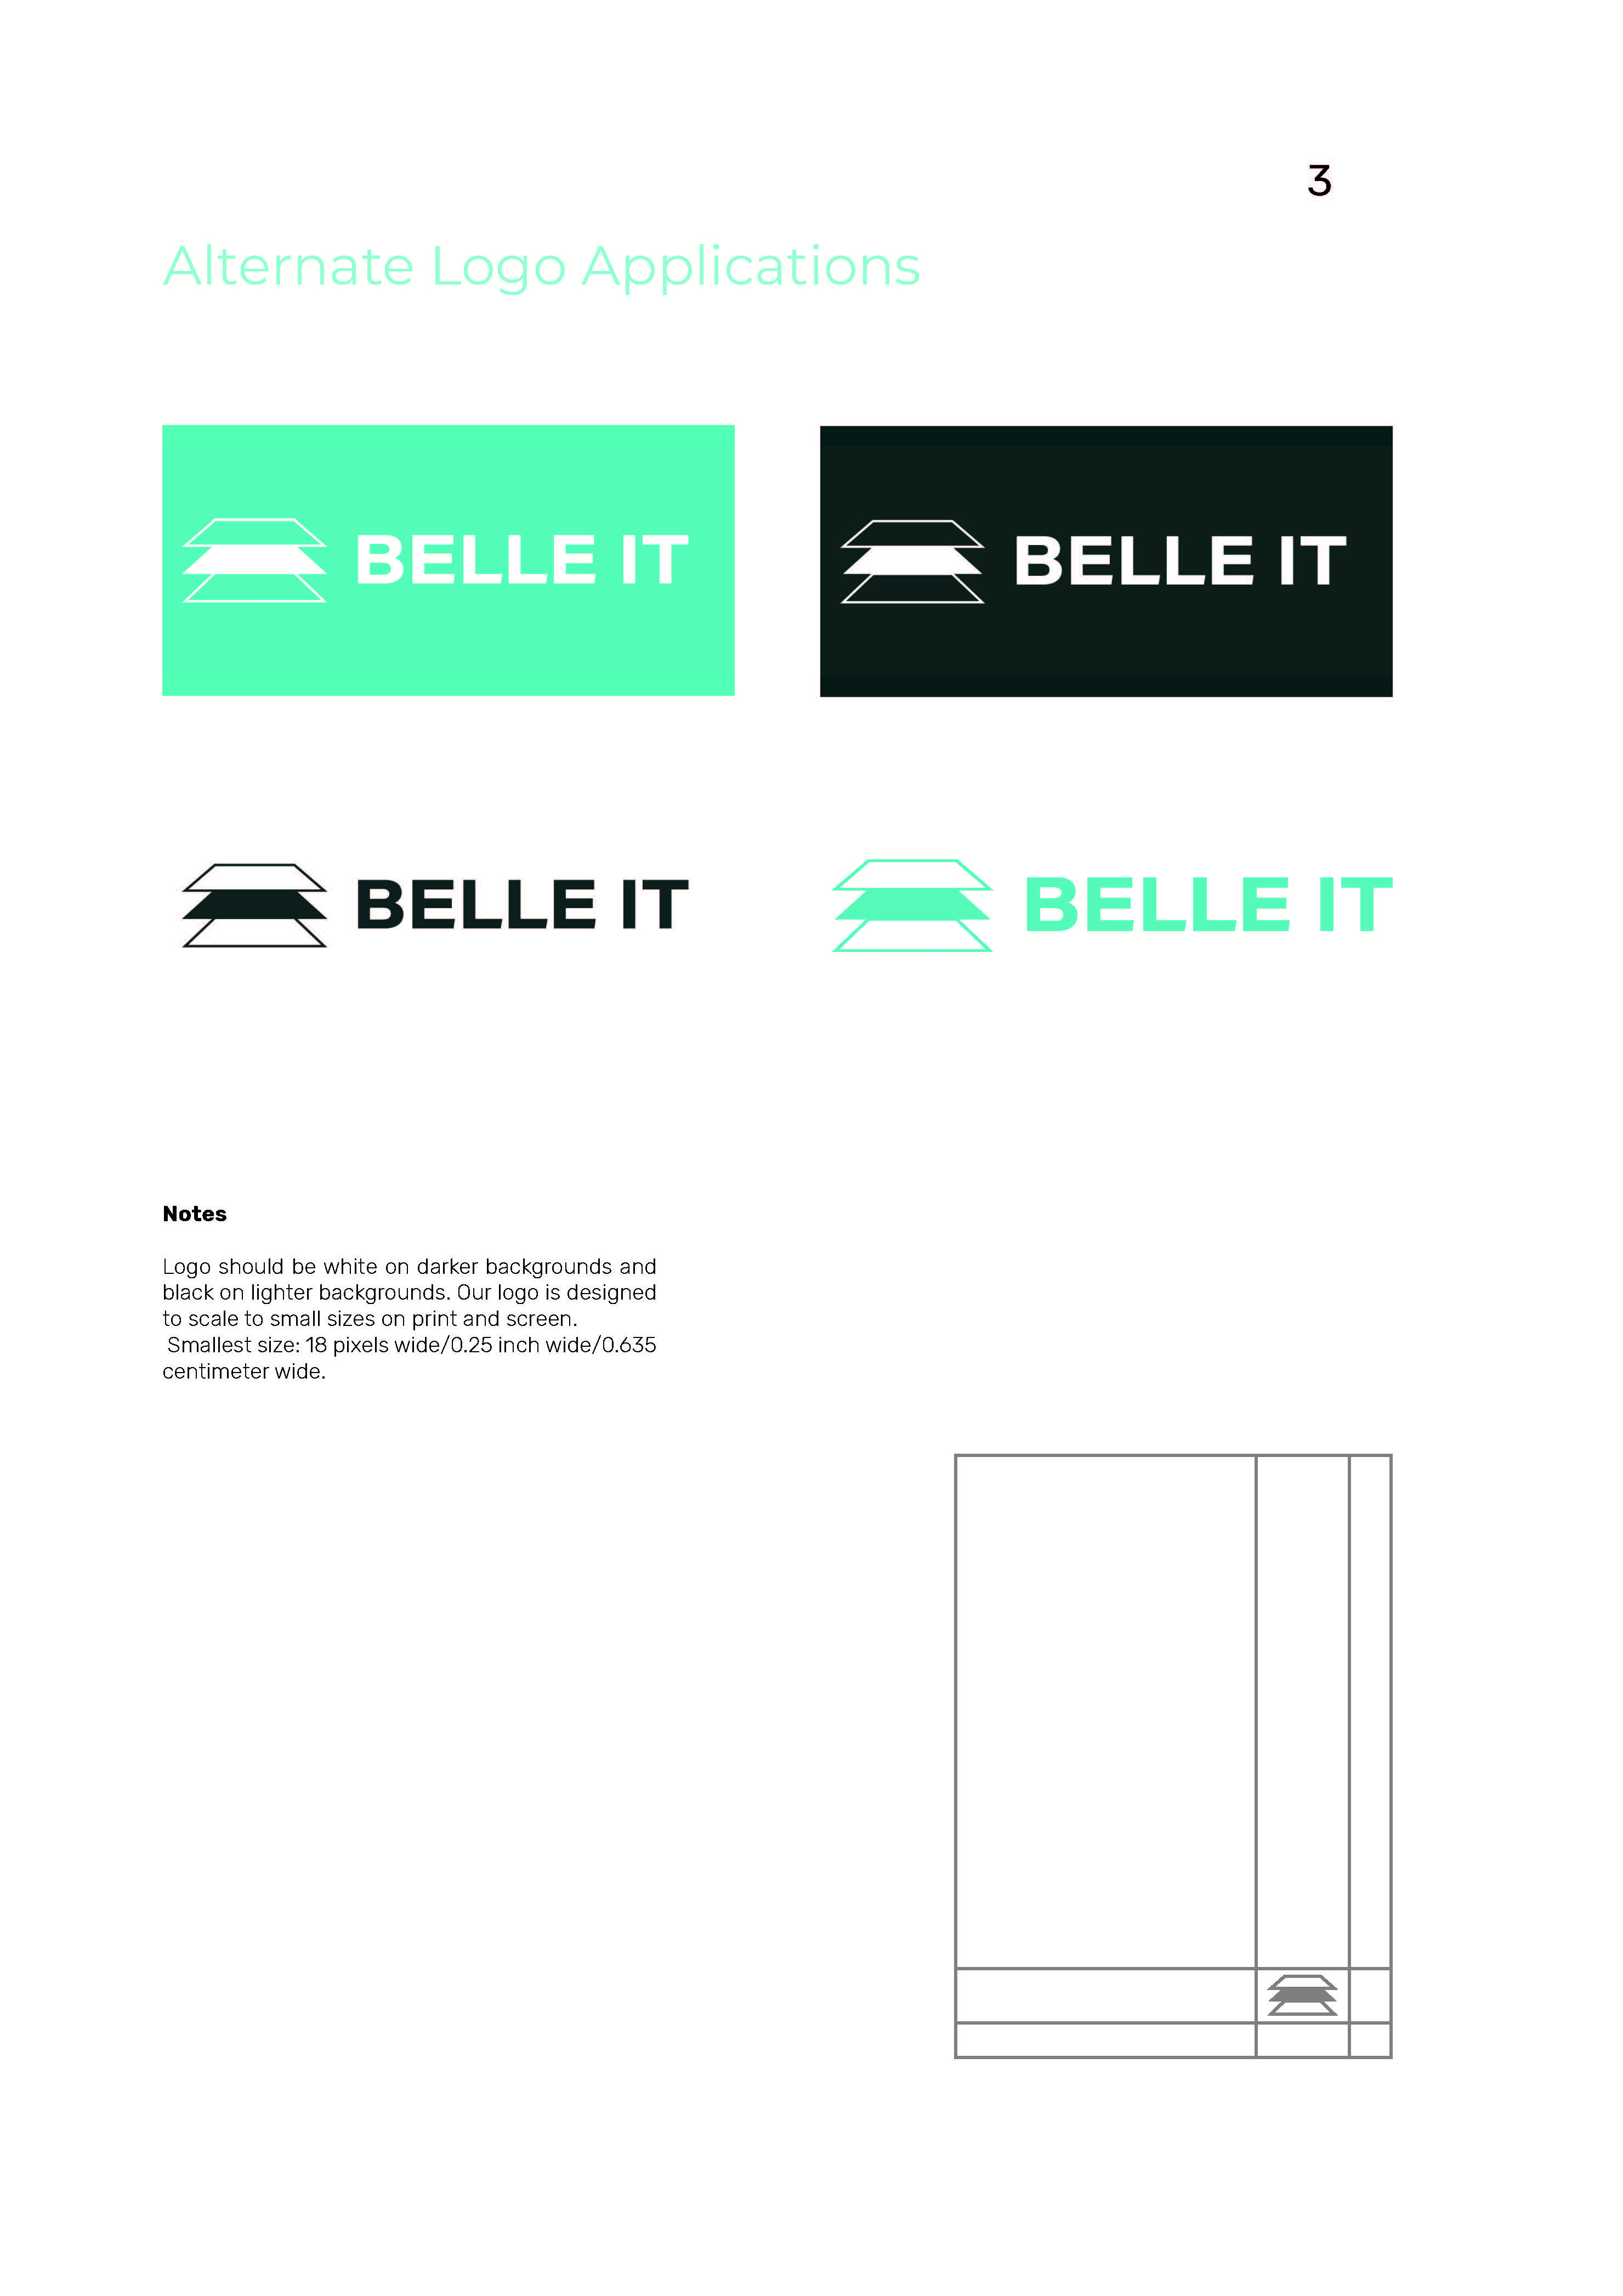 3
Alternate Logo Applications
BELLE IT
BELLE IT
BELLE IT
BELLE IT
Notes
Logo should be white on darker backgrounds and
black on lighter backgrounds. Our logo is designed
to scale to small sizes on print and screen.
Smallest size: 18 pixels wide/0.25 inch wide/0.635
centimeter wide.